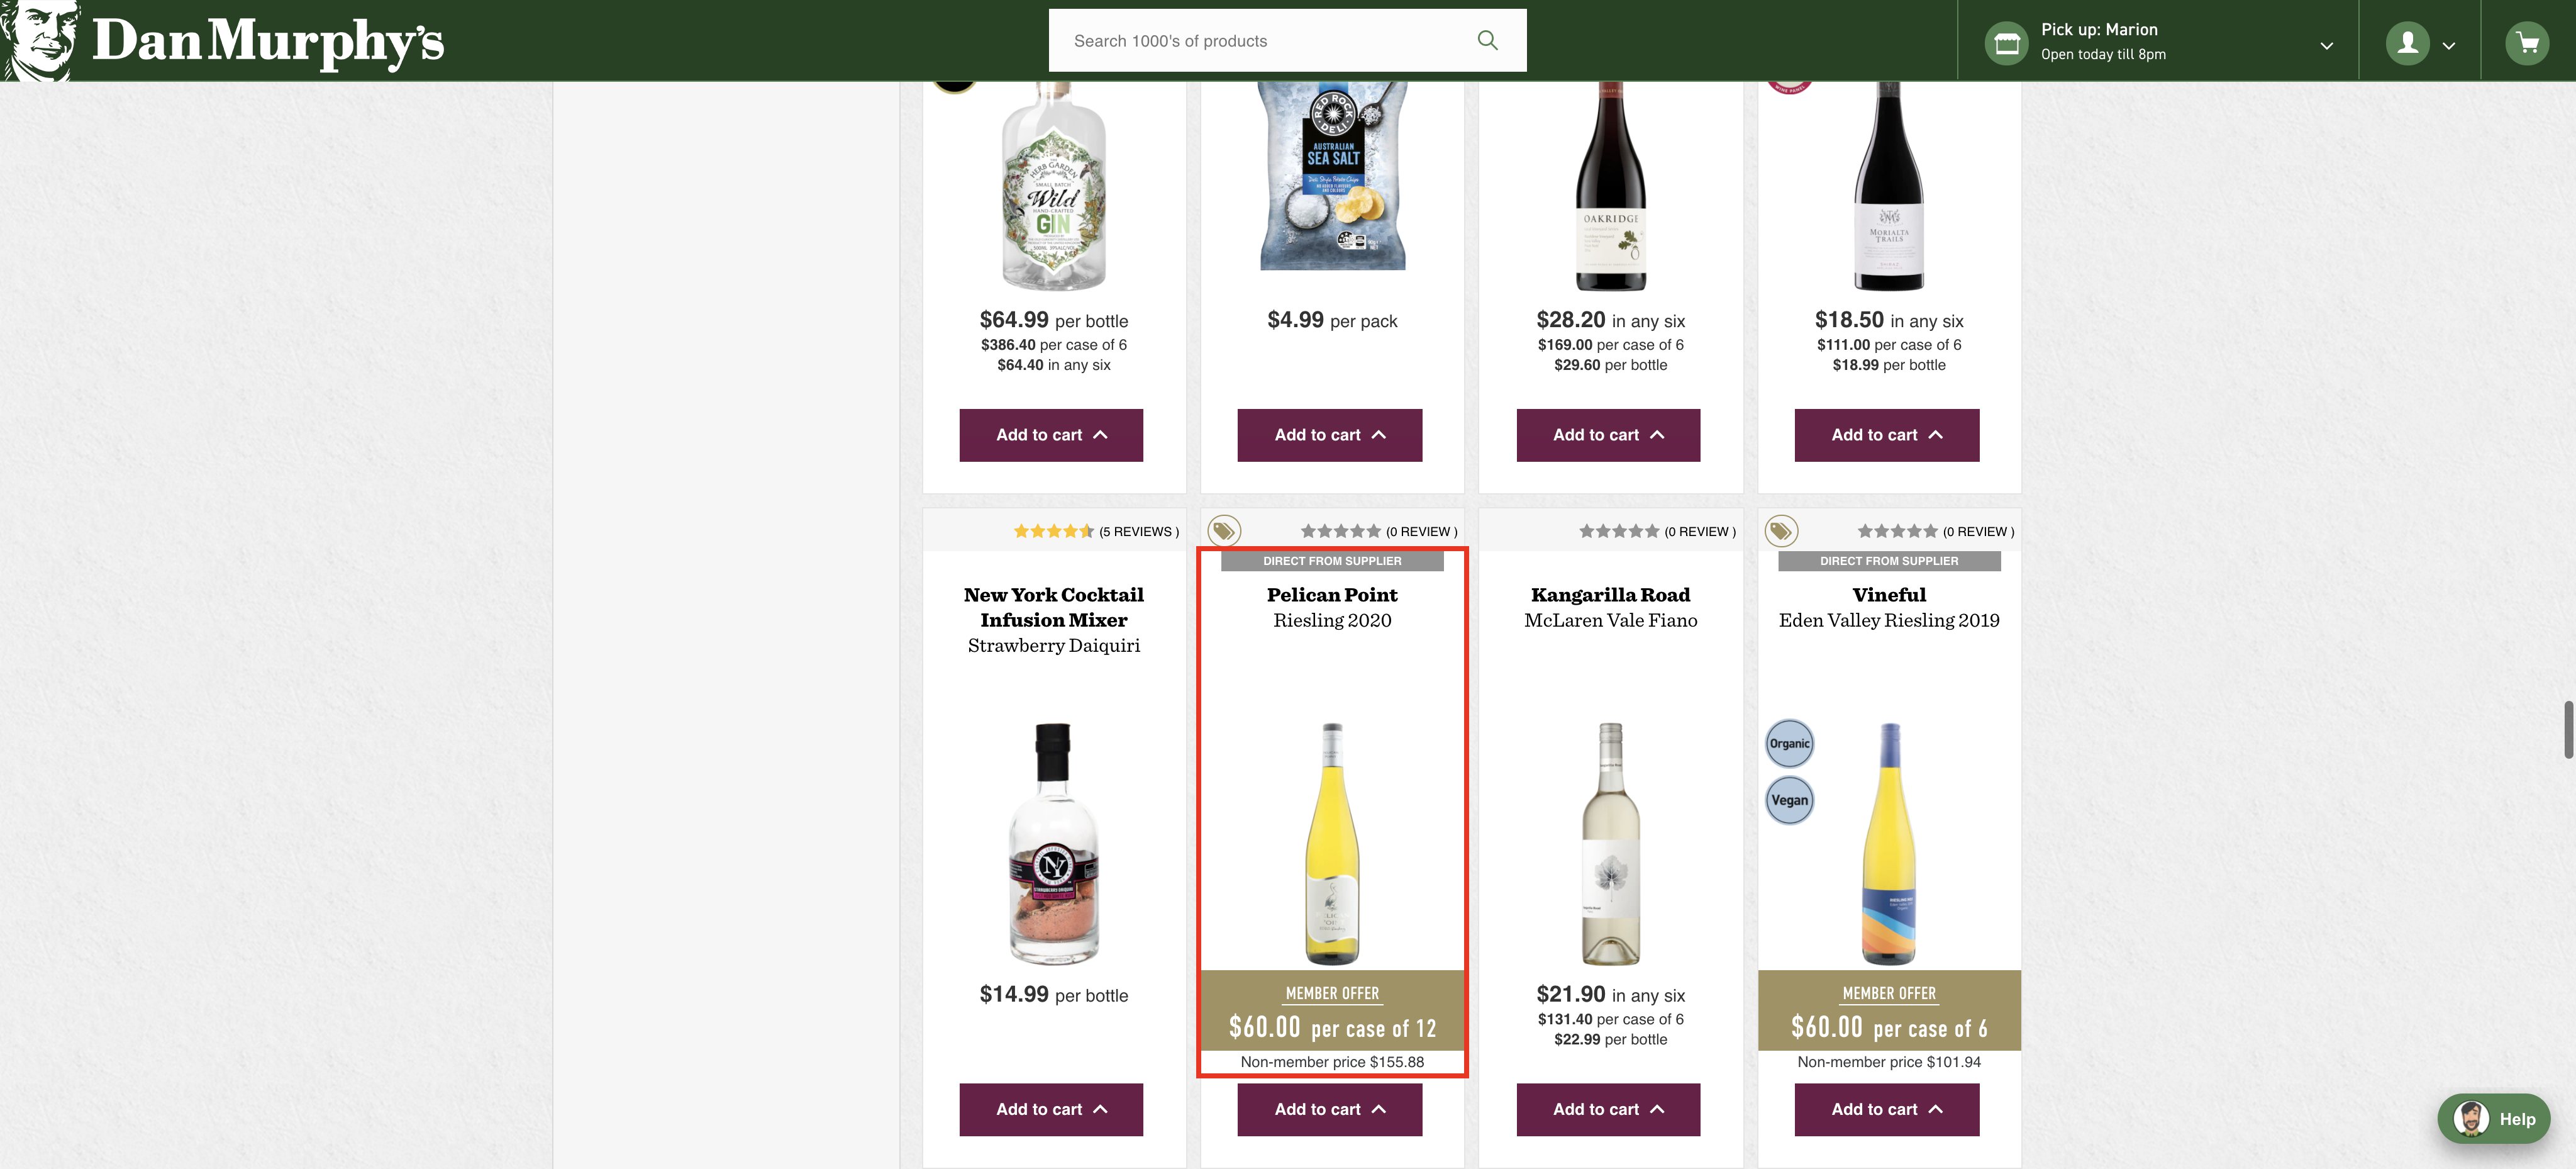 Dan Murphy's
Search 1000's of products
Pick up: Marion
Open today till 8pm
WINE PANEL
HERB GARDEN
SMALL BATCH
Wild
HAND-CRAFTED
GIN
RED ROCK
DELI
AUSTRALIAN
SEA SALT
OAKRIDGE
MORIALTA
TRAILS
SHIRAZ
$64.99 per bottle
$386.40 per case of 6
$64.40 in any six
$4.99 per pack
$28.20 in any six
$169.00 per case of 6
$29.60 per bottle
$18.50 in any six
$111.00 per case of 6
$18.99 per bottle
Add to cart
Add to cart
Add to cart
Add to cart
(5 REVIEWS )
(0 REVIEW )
(0 REVIEW )
(0 REVIEW )
DIRECT FROM SUPPLIER
DIRECT FROM SUPPLIER
New York Cocktail
Infusion Mixer
Strawberry Daiquiri
Pelican Point
Riesling 2020
Kangarilla Road
McLaren Vale Fiano
Vineful
Eden Valley Riesling 2019
Organic
Vegan
NY
STRAWBERRY DAIQUIRI
$14.99 per bottle
MEMBER OFFER
$60.00 per case of 12
Non-member price $155.88
$21.90 in any six
$131.40 per case of 6
$22.99 per bottle
MEMBER OFFER
$60.00 per case of 6
Non-member price $101.94
Add to cart
Add to cart
Add to cart
Add to cart
Help